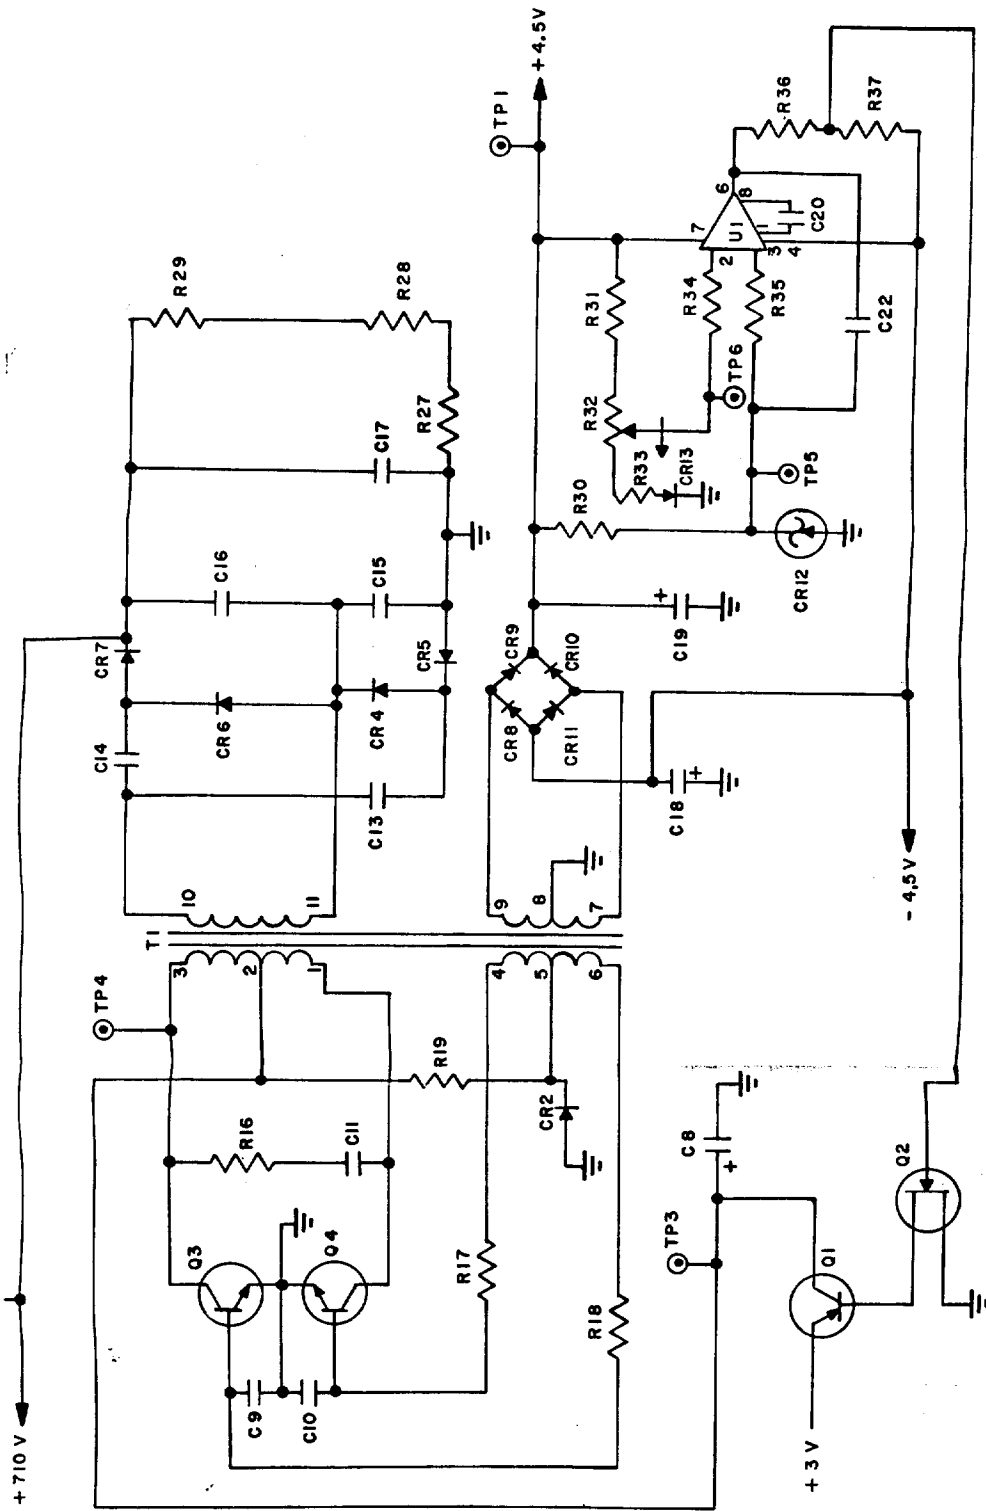 +710 V
TP4
T1
3
2
1
10
11
C14
CR7
CR6
C16
CR4
C15
C13
CR5
C17
R29
R28
R27
Q3
Q4
R16
C11
C9
C10
R19
R17
R18
CR2
4
5
6
9
8
7
CR8
CR9
CR10
CR11
C18
+
C19
+
TP1
+4.5V
R30
R31
R32
R33
CR13
R34
TP6
R35
TP5
CR12
U1
7
2
3
4
6
8
1
C20
C22
R36
R37
-4.5V
TP3
C8
+
Q1
Q2
+3V